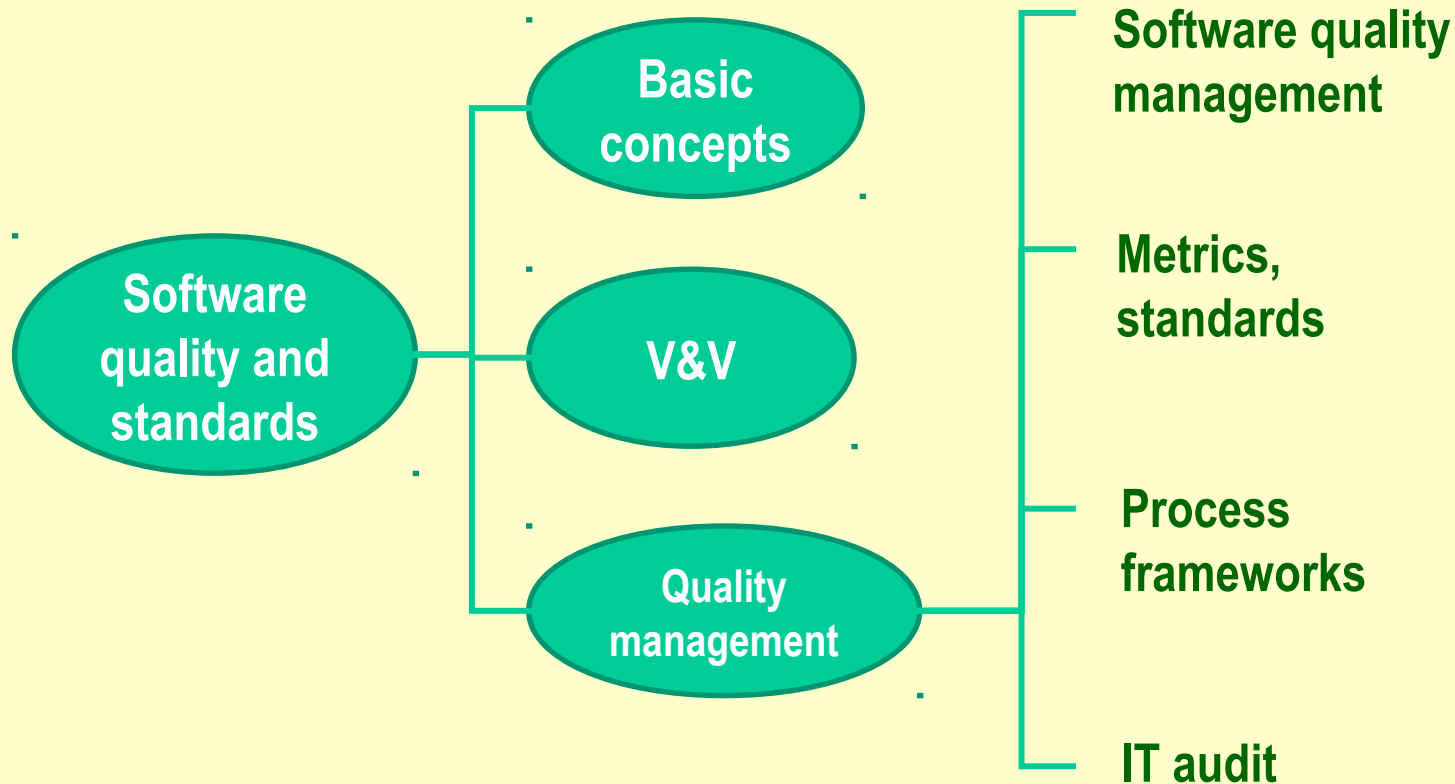 Software
quality and
standards
Basic
concepts
V&V
Quality
management
Software quality
management
Metrics,
standards
Process
frameworks
IT audit